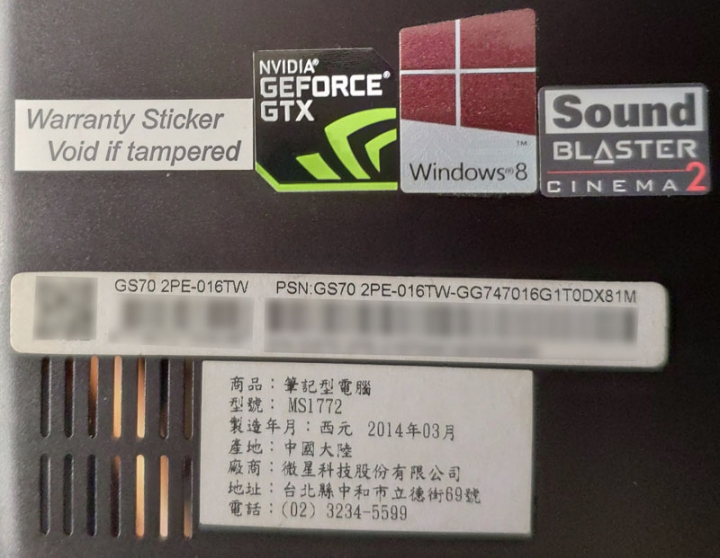 Warranty Sticker
Void if tampered
NVIDIA®
GEFORCE®
GTX
Windows® 8
TM
Sound
BLASTER
CINEMA 2
GS70 2PE-016TW
PSN:GS70 2PE-016TW-GG747016G1T0DX81M
商品：筆記型電腦
型號：MS1772
製造年月：西元 2014年03月
產地：中國大陸
廠商：微星科技股份有限公司
地址：台北縣中和市立德街69號
電話：(02) 3234-5599